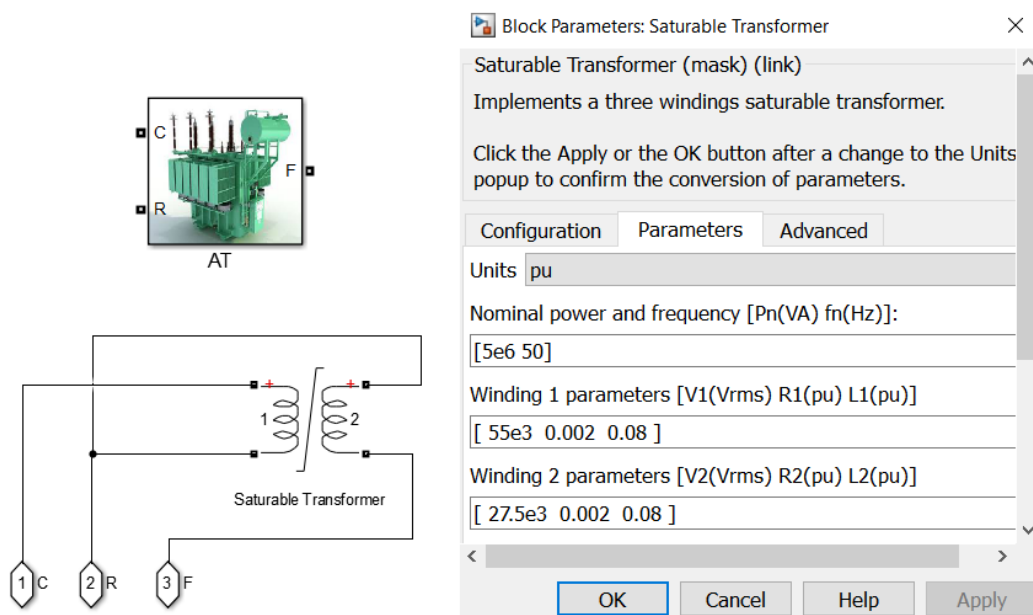 C
F
R
AT
1
2
Saturable Transformer
1 C
2 R
3 F
Block Parameters: Saturable Transformer
Saturable Transformer (mask) (link)
Implements a three windings saturable transformer.
Click the Apply or the OK button after a change to the Units
popup to confirm the conversion of parameters.
Configuration Parameters Advanced
Units pu
Nominal power and frequency [Pn(VA) fn(Hz)]:
[5e6 50]
Winding 1 parameters [V1(Vrms) R1(pu) L1(pu)]
[ 55e3 0.002 0.08 ]
Winding 2 parameters [V2(Vrms) R2(pu) L2(pu)]
[ 27.5e3 0.002 0.08 ]
OK Cancel Help Apply